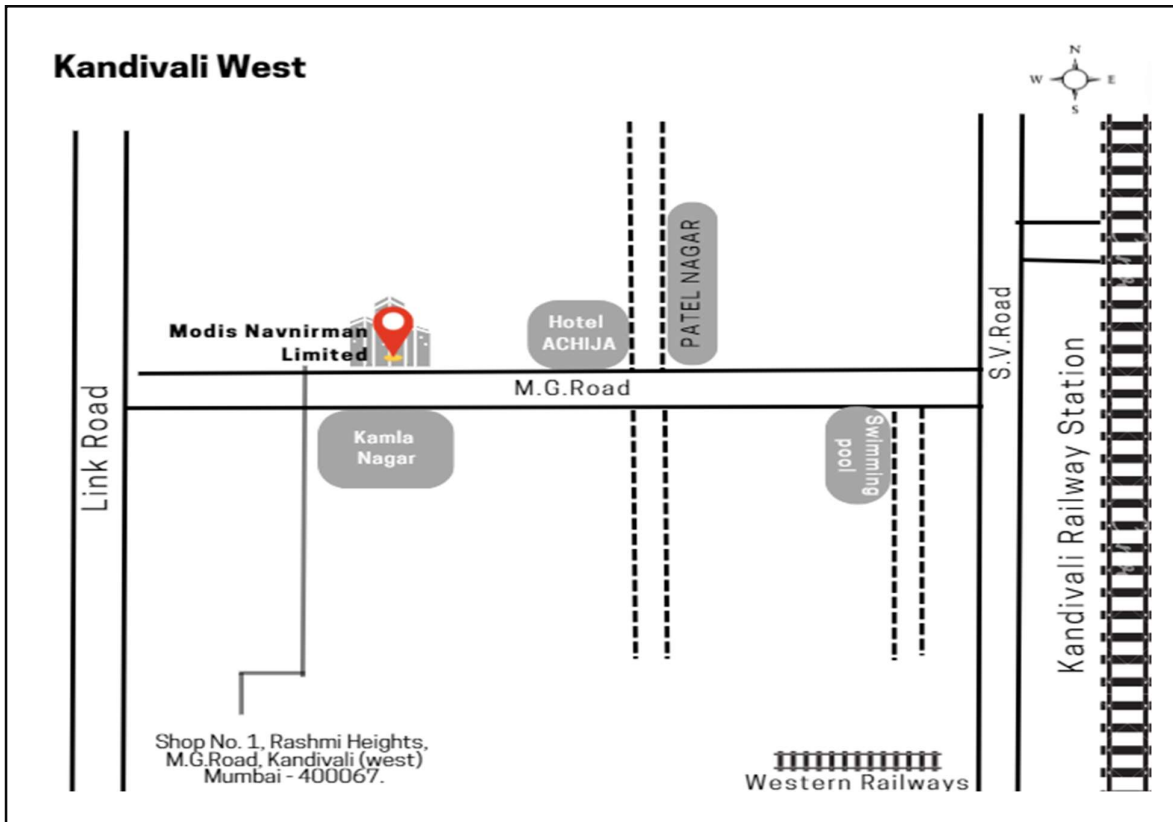 Kandivali West
N
W
E
S
PATEL NAGAR
Hotel
ACHIJA
Modis Navnirman
Limited
S.V.Road
M.G.Road
Link Road
Kamla
Nagar
Swimming
pool
Kandivali Railway Station
Shop No. 1, Rashmi Heights,
M.G.Road, Kandivali (west)
Mumbai - 400067.
Western Railways